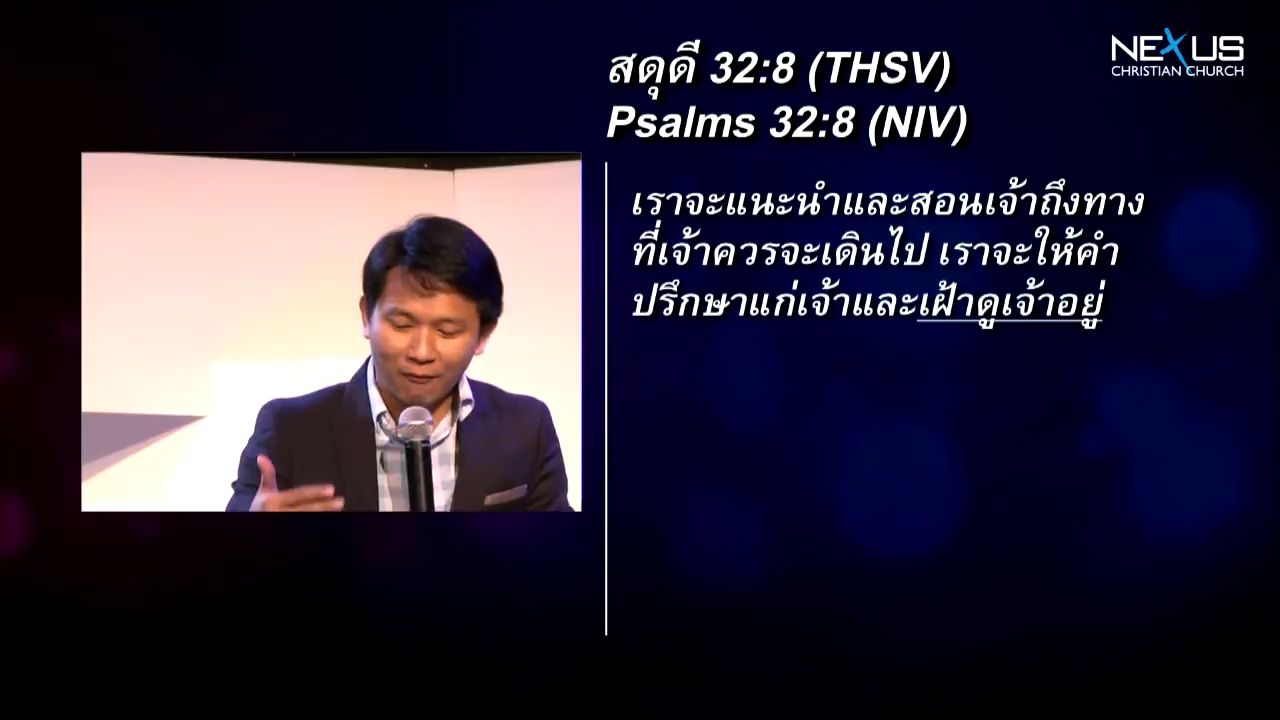 NEXUS
CHRISTIAN CHURCH
สดุดี 32:8 (THSV)
Psalms 32:8 (NIV)
เราจะแนะนำและสอนเจ้าถึงทาง
ที่เจ้าควรจะเดินไป เราจะให้คำ
ปรึกษาแก่เจ้าและเฝ้าดูเจ้าอยู่